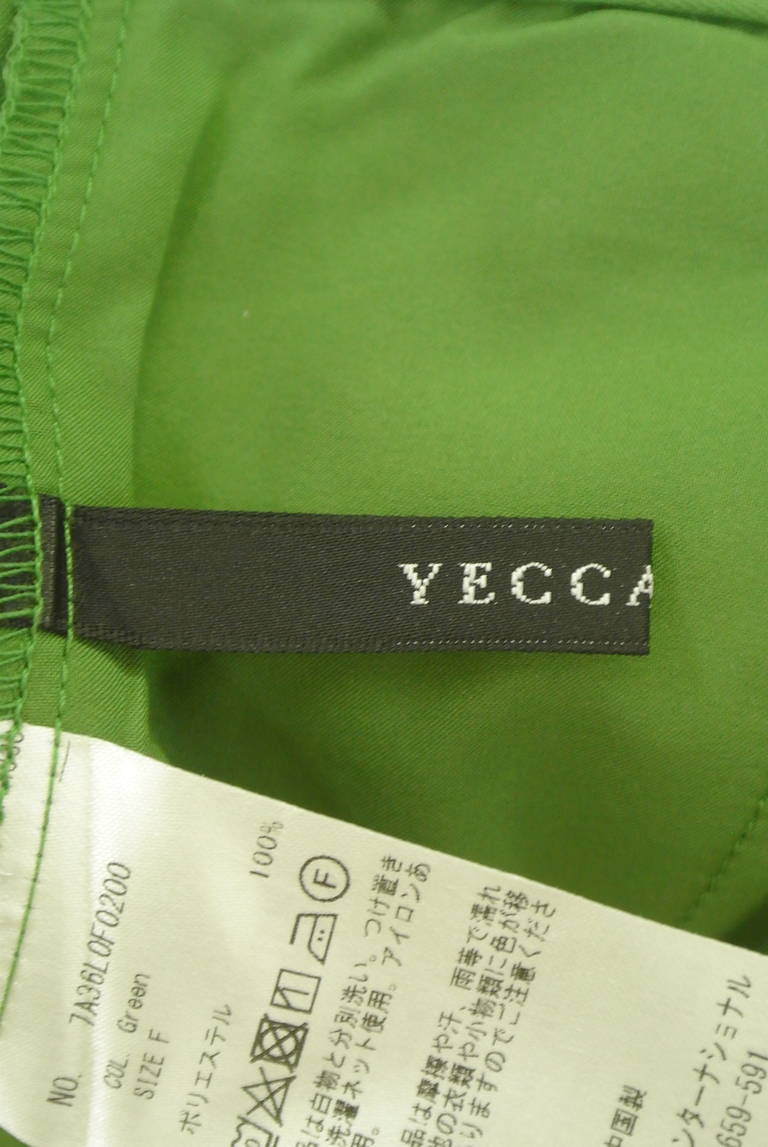 YECCA
NO. 7A36L0F0200
COL. Green
SIZE F
ポリエステル 100%
F
品は白物と分別洗い。つけ置き
洗濯ネット使用。アイロンあ
用。
品は摩擦や汗、雨等で濡れ
他の衣類や小物類に色が移
りますのでご注意くださ
中国製
ンターナショナル
659-591